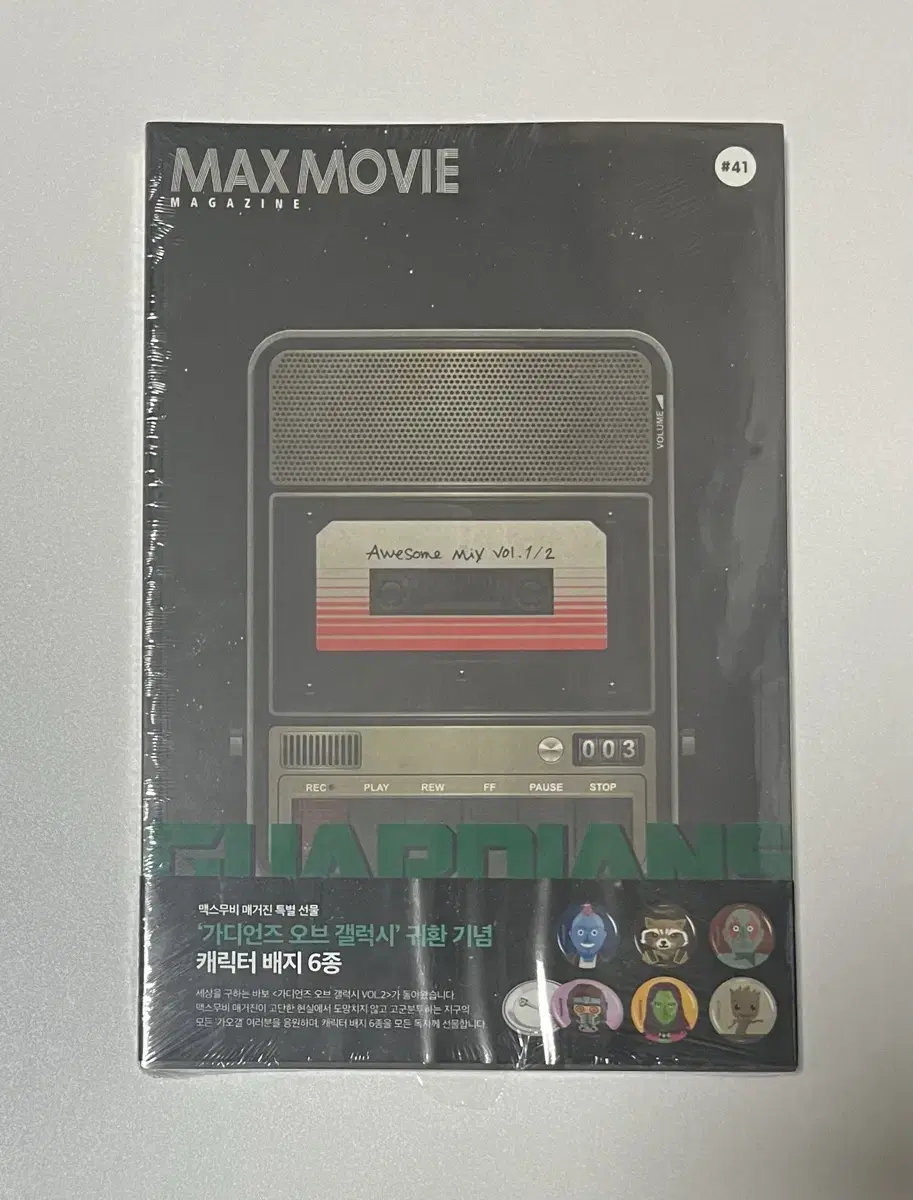 MAX MOVIE
#41
MAGAZINE
VOLUME
Awesome Mix Vol.1/2
003
REC PLAY REW FF PAUSE STOP
GUARDIANS
맥스무비 매거진 특별 선물
‘가디언즈 오브 갤럭시’ 귀환 기념
캐릭터 배지 6종
세상을 구하는 바보 <가디언즈 오브 갤럭시 VOL.2>가 돌아왔습니다.
맥스무비 매거진이 고단한 현실에서 도망치지 않고 고군분투하는 지구의
모든 ‘가오갤’ 여러분을 응원하며, 캐릭터 배지 6종을 모든 독자께 선물합니다.